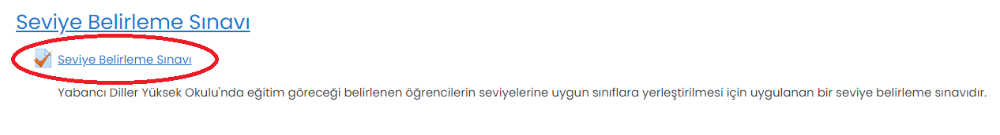 Seviye Belirleme Sınavı
Seviye Belirleme Sınavı
Yabancı Diller Yüksek Okulu'nda eğitim göreceği belirlenen öğrencilerin seviyelerine uygun sınıflara yerleştirilmesi için uygulanan bir seviye belirleme sınavıdır.